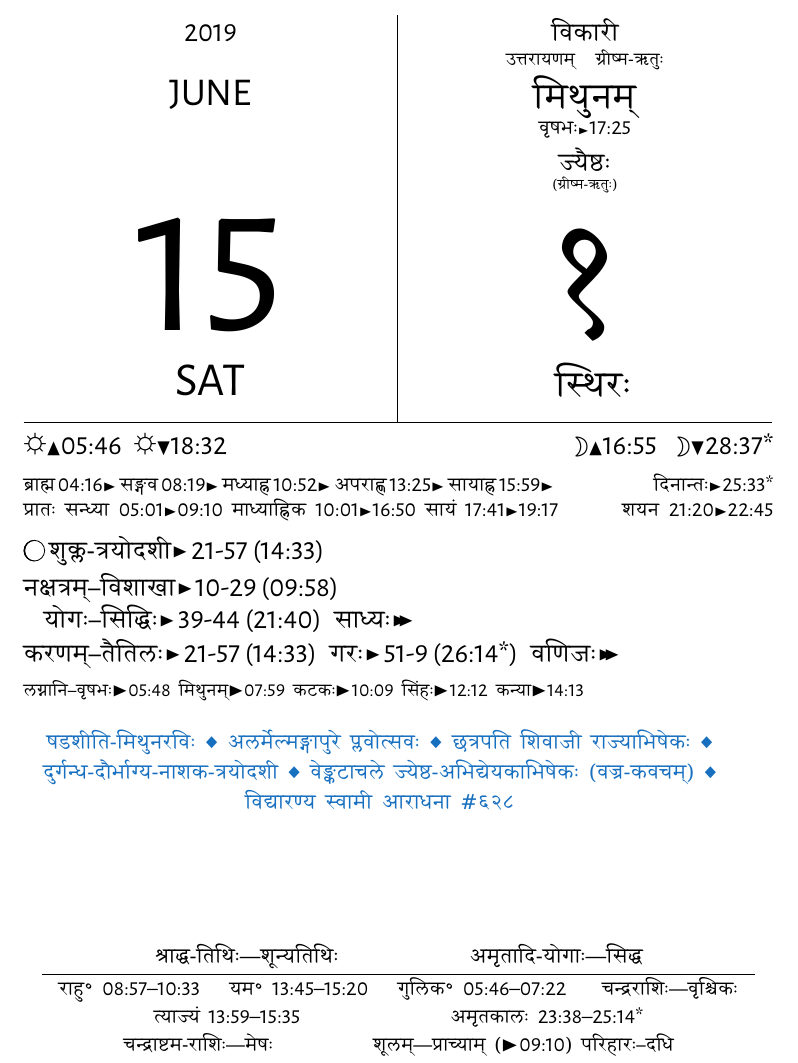 2019
JUNE
15
SAT
विकारी
उत्तरायणम् ग्रीष्म-ऋतुः
मिथुनम्
वृषभः►17:25
ज्यैष्ठः
(ग्रीष्म-ऋतुः)
१
स्थिरः
☼▲05:46 ☼▼18:32 ☽▲16:55 ☽▼28:37*
ब्राह्म04:16► सङ्गव08:19► मध्याह्न10:52► अपराह्ण13:25► सायाह्न15:59► दिनान्तः►25:33*
प्रातः सन्ध्या 05:01►09:10 माध्याह्निक 10:01►16:50 सायं 17:41►19:17 शयन 21:20►22:45
◯शुक्ल-त्रयोदशी►21-57 (14:33)
नक्षत्रम्–विशाखा►10-29 (09:58)
योगः–सिद्धिः►39-44 (21:40) साध्यः►►
करणम्–तैतिलः►21-57 (14:33) गरः►51-9 (26:14*) वणिजः►►
लग्नानि–वृषभः►05:48 मिथुनम्►07:59 कटकः►10:09 सिंहः►12:12 कन्या►14:13
षडशीति-मिथुनरविः ◆ अलर्मेल्मङ्गापुरे प्लवोत्सवः ◆ छत्रपति शिवाजी राज्याभिषेकः ◆
दुर्गन्ध-दौर्भाग्य-नाशक-त्रयोदशी ◆ वेङ्कटाचले ज्येष्ठ-अभिद्येयकाभिषेकः (वज्र-कवचम्) ◆
विद्यारण्य स्वामी आराधना #६२८
श्राद्ध-तिथिः—शून्यतिथिः अमृतादि-योगाः—सिद्ध
राहु॰ 08:57–10:33 यम॰ 13:45–15:20 गुलिक॰ 05:46–07:22 चन्द्रराशिः—वृश्चिकः
त्याज्यं 13:59–15:35 अमृतकालः 23:38–25:14*
चन्द्राष्टम-राशिः—मेषः शूलम्—प्राच्याम् (►09:10) परिहारः–दधि